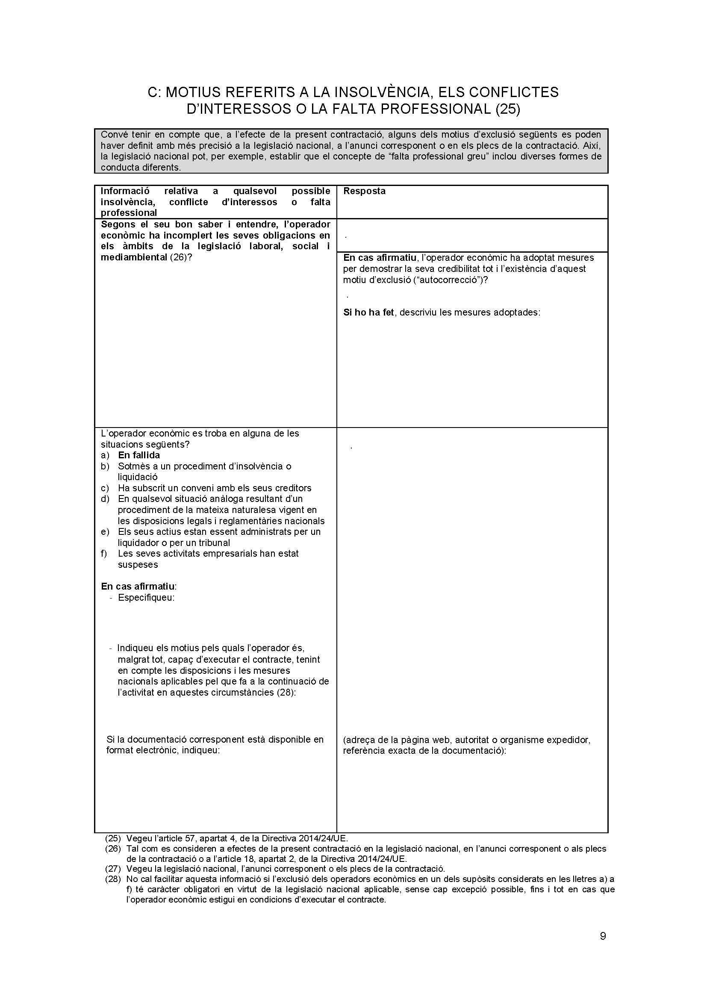 C: MOTIUS REFERITS A LA INSOLVÈNCIA, ELS CONFLICTES
D’INTERESSOS O LA FALTA PROFESSIONAL (25)
Convé tenir en compte que, a l’efecte de la present contractació, alguns dels motius d’exclusió següents es poden
haver definit amb més precisió a la legislació nacional, a l’anunci corresponent o en els plecs de la contractació. Així,
la legislació nacional pot, per exemple, establir que el concepte de “falta professional greu” inclou diverses formes de
conducta diferents.
Informació relativa a qualsevol possible
insolvència, conflicte d’interessos o falta
professional
Resposta
Segons el seu bon saber i entendre, l’operador
econòmic ha incomplert les seves obligacions en
els àmbits de la legislació laboral, social i
mediambiental (26)?
.
En cas afirmatiu, l’operador econòmic ha adoptat mesures
per demostrar la seva credibilitat tot i l’existència d’aquest
motiu d’exclusió (“autocorrecció”)?
.
Si ho ha fet, descriviu les mesures adoptades:
L’operador econòmic es troba en alguna de les
situacions següents?
a) En fallida
b) Sotmès a un procediment d’insolvència o
liquidació
c) Ha subscrit un conveni amb els seus creditors
d) En qualsevol situació anàloga resultant d’un
procediment de la mateixa naturalesa vigent en
les disposicions legals i reglamentàries nacionals
e) Els seus actius estan essent administrats per un
liquidador o per un tribunal
f) Les seves activitats empresarials han estat
suspeses
En cas afirmatiu:
- Especifiqueu:
- Indiqueu els motius pels quals l’operador és,
malgrat tot, capaç d’executar el contracte, tenint
en compte les disposicions i les mesures
nacionals aplicables pel que fa a la continuació de
l’activitat en aquestes circumstàncies (28):
Si la documentació corresponent està disponible en
format electrònic, indiqueu:
.
(adreça de la pàgina web, autoritat o organisme expedidor,
referència exacta de la documentació):
(25) Vegeu l’article 57, apartat 4, de la Directiva 2014/24/UE.
(26) Tal com es consideren a efectes de la present contractació en la legislació nacional, en l’anunci corresponent o als plecs
de la contractació o a l’article 18, apartat 2, de la Directiva 2014/24/UE.
(27) Vegeu la legislació nacional, l’anunci corresponent o els plecs de la contractació.
(28) No cal facilitar aquesta informació si l’exclusió dels operadors econòmics en un dels supòsits considerats en les lletres a) a
f) té caràcter obligatori en virtut de la legislació nacional aplicable, sense cap excepció possible, fins i tot en cas que
l’operador econòmic estigui en condicions d’executar el contracte.
9